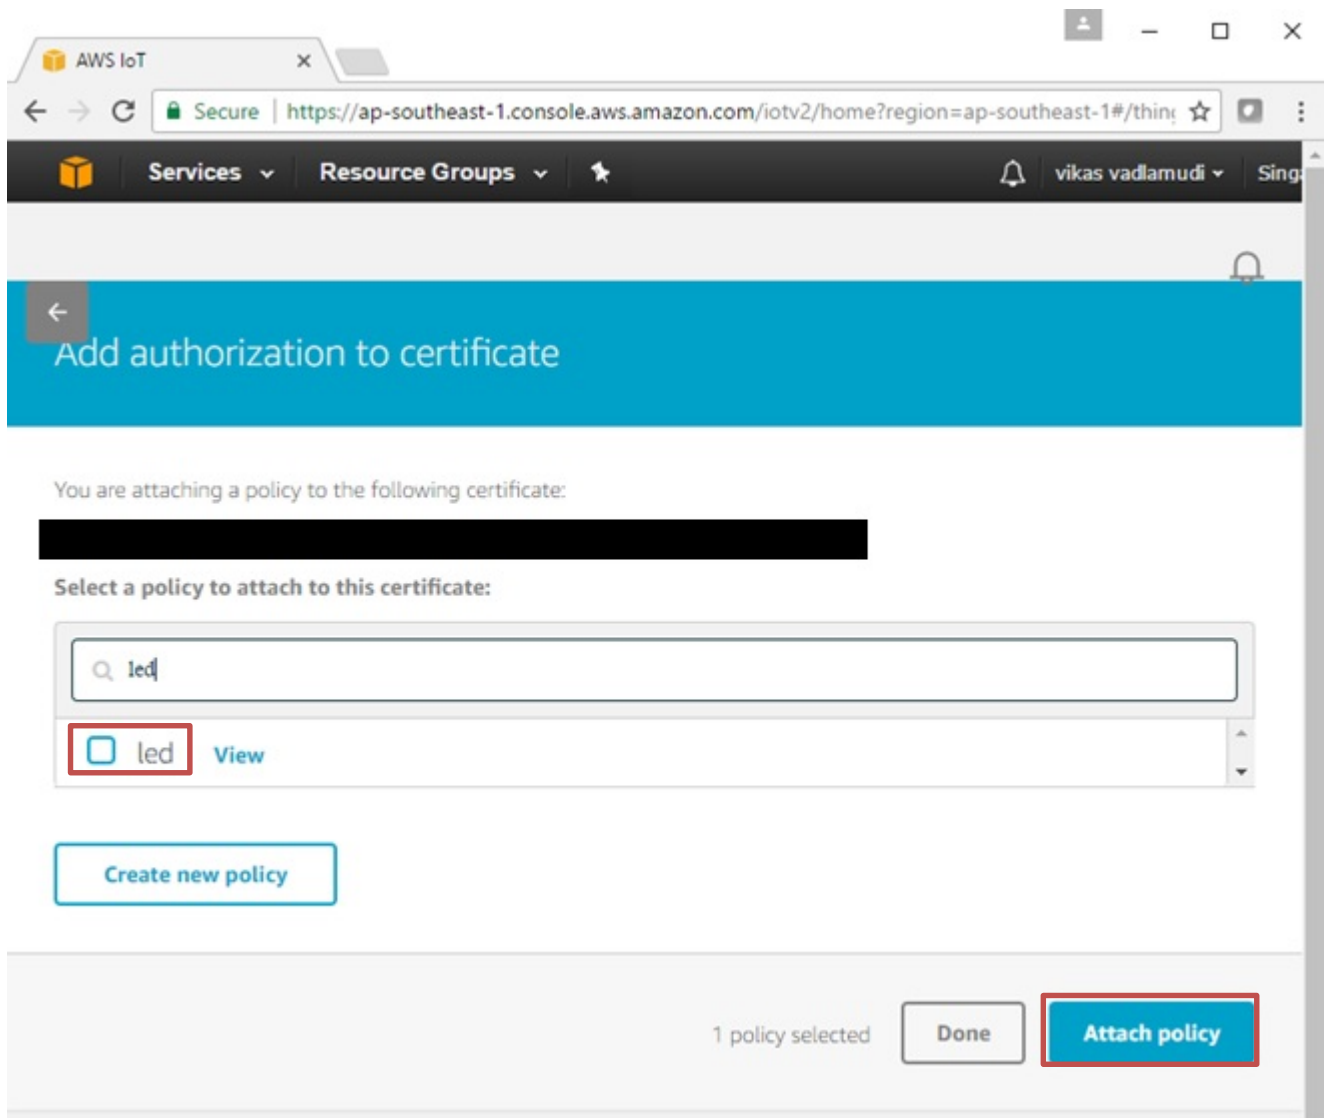 AWS IoT
Secure https://ap-southeast-1.console.aws.amazon.com/iotv2/home?region=ap-southeast-1#/thing
Services Resource Groups vikas vadlamudi Singa
Add authorization to certificate
You are attaching a policy to the following certificate:
Select a policy to attach to this certificate:
led
led View
Create new policy
1 policy selected Done Attach policy